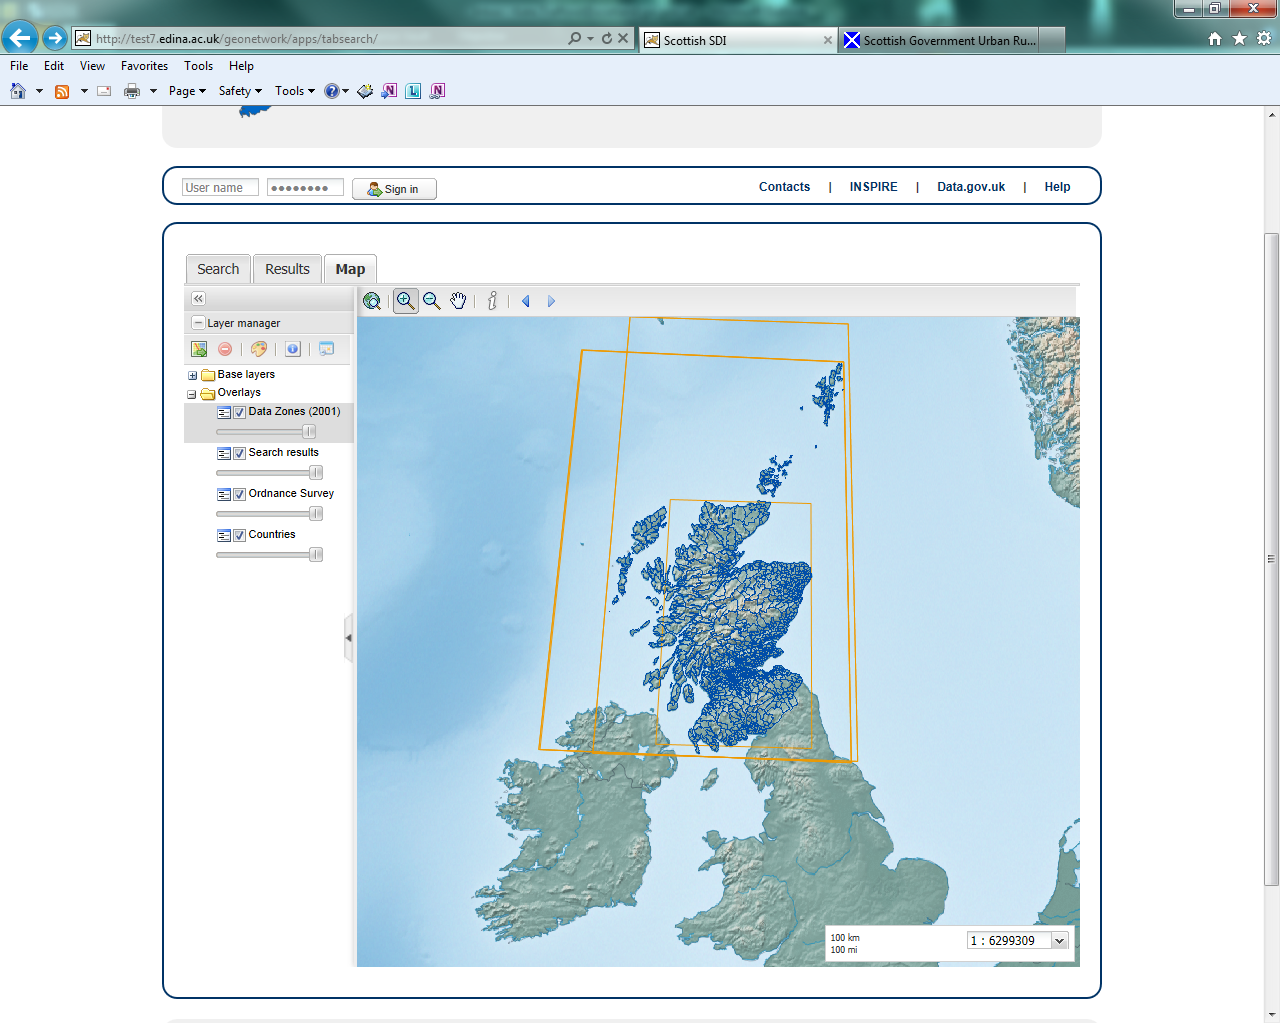 http://test7.edina.ac.uk/geonetwork/apps/tabsearch/
Scottish SDI
Scottish Government Urban Ru...
File Edit View Favorites Tools Help
Page Safety Tools
User name
Sign in
Contacts | INSPIRE | Data.gov.uk | Help
Search Results Map
Layer manager
Base layers
Overlays
Data Zones (2001)
Search results
Ordnance Survey
Countries
100 km
100 mi
1 : 6299309